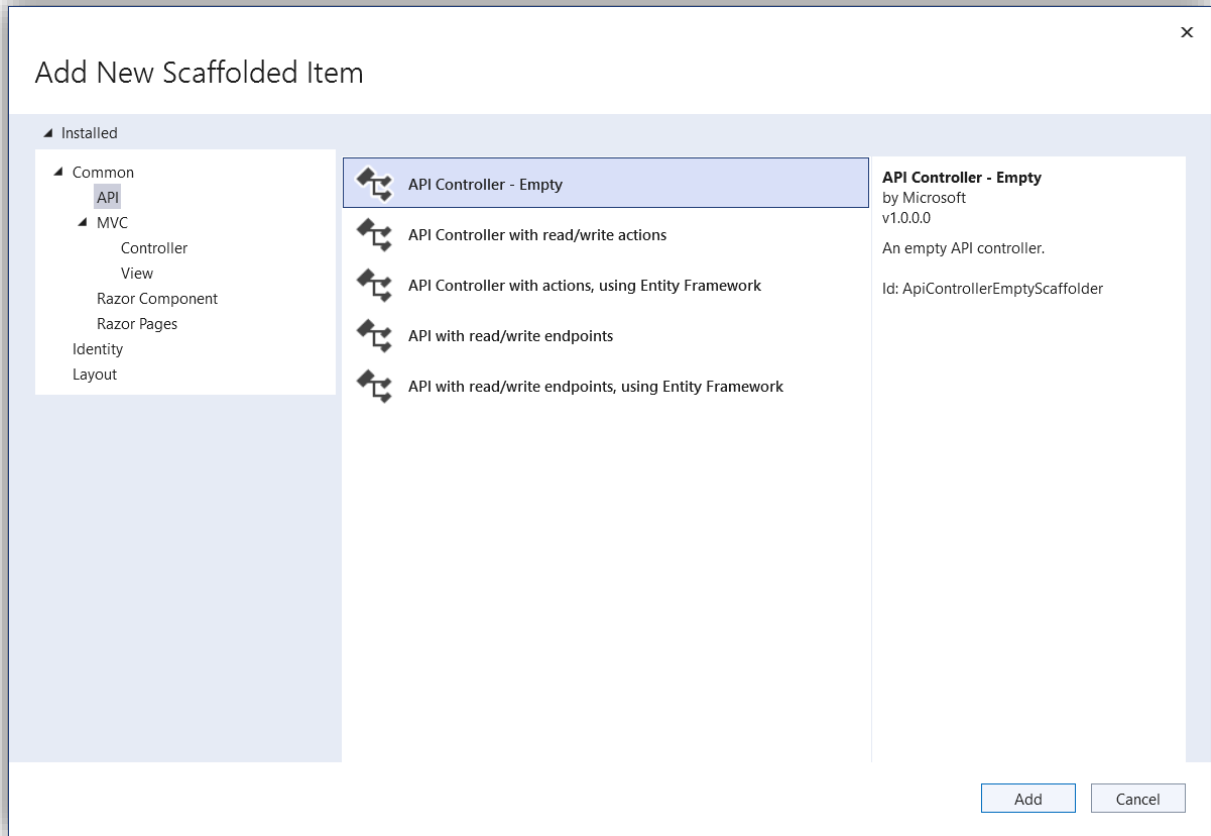 Add New Scaffolded Item
Installed
Common
API
MVC
Controller
View
Razor Component
Razor Pages
Identity
Layout
API Controller - Empty
API Controller with read/write actions
API Controller with actions, using Entity Framework
API with read/write endpoints
API with read/write endpoints, using Entity Framework
API Controller - Empty
by Microsoft
v1.0.0.0
An empty API controller.
Id: ApiControllerEmptyScaffolder
Add
Cancel